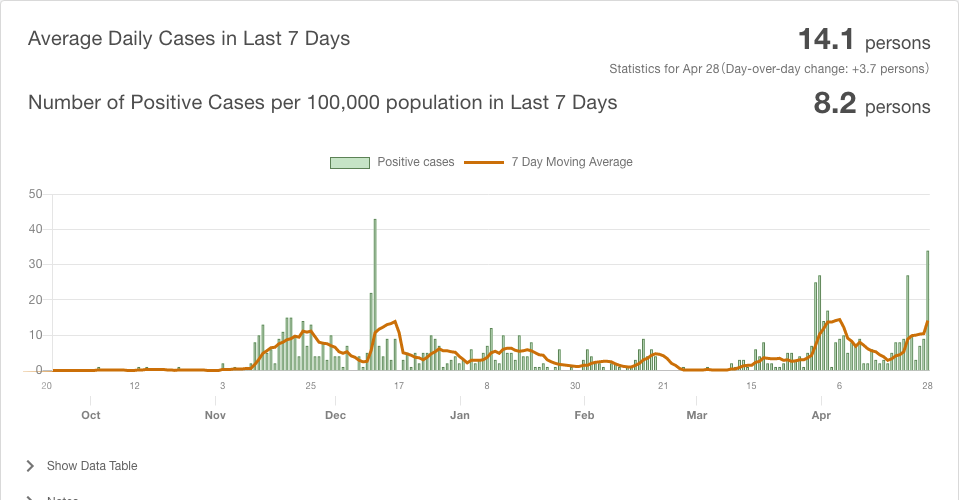 Average Daily Cases in Last 7 Days
14.1 persons
Statistics for Apr 28(Day-over-day change: +3.7 persons)
Number of Positive Cases per 100,000 population in Last 7 Days
8.2 persons
Positive cases 7 Day Moving Average
50
40
30
20
10
0
20 12 3 25 17 8 30 21 15 6 28
Oct Nov Dec Jan Feb Mar Apr
Show Data Table
Notes